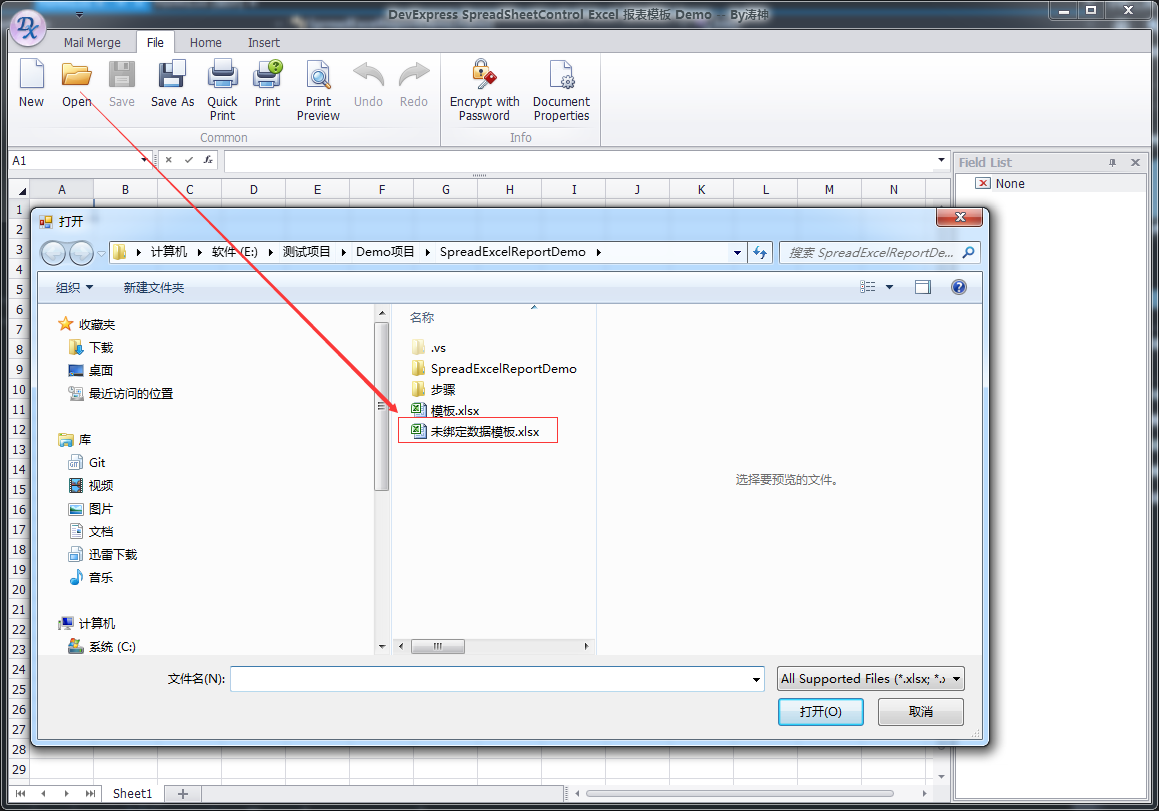 DevExpress SpreadSheetControl Excel 报表模板 Demo -- By涛神
Mail Merge File Home Insert
New Open Save Save As Quick Print Print Print Preview Undo Redo Encrypt with Password Document Properties
Common Info
A1 fx
Field List
None
A B C D E F G H I J K L M N
1
2
3
4
5
6
7
8
9
10
11
12
13
14
15
16
17
18
19
20
21
22
23
24
25
26
27
28
29
打开
计算机 软件 (E:) 测试项目 Demo项目 SpreadExcelReportDemo
搜索 SpreadExcelReportDe...
组织 新建文件夹
收藏夹
下载
桌面
最近访问的位置
库
Git
视频
图片
文档
迅雷下载
音乐
计算机
系统 (C:)
名称
.vs
SpreadExcelReportDemo
步骤
模板.xlsx
未绑定数据模板.xlsx
选择要预览的文件。
文件名(N):
All Supported Files (*.xlsx; *.x
打开(O) 取消
Sheet1